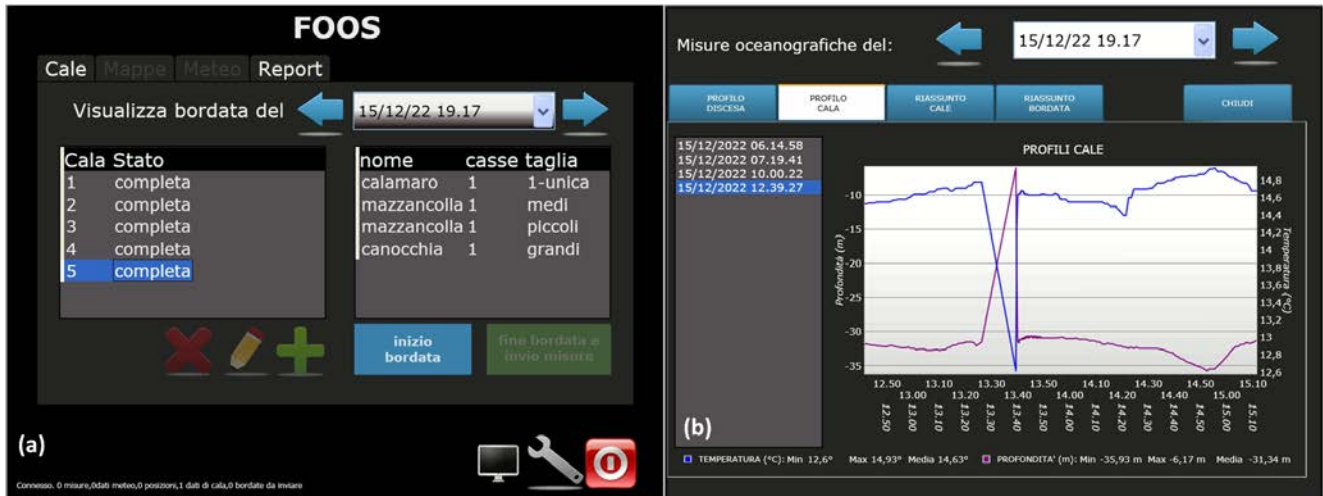 FOOS
Cale Mappe Meteo Report
Visualizza bordata del 15/12/22 19.17
Cala Stato
1 completa
2 completa
3 completa
4 completa
5 completa
nome casse taglia
calamaro 1 1-unica
mazzancolla 1 medi
mazzancolla 1 piccoli
canocchia 1 grandi
inizio
bordata
fine bordata e
invio misure
(a)
Connesso. 0 misure,0dati meteo,0 posizioni,1 dati di cala,0 bordate da inviare
Misure oceanografiche del: 15/12/22 19.17
PROFILO
DISCESA
PROFILO
CALA
RIASSUNTO
CALE
RIASSUNTO
BORDATA
CHIUDI
15/12/2022 06.14.58
15/12/2022 07.19.41
15/12/2022 10.00.22
15/12/2022 12.39.27
PROFILI CALE
Profondità (m)
-10
-15
-20
-25
-30
-35
14,8
14,6
14,4
14,2
14
13,8
13,6
13,4
13,2
13
12,8
12,6
Temperatura (°C)
12.50 13.10 13.30 13.50 14.10 14.30 14.50 15.10
13.00 13.20 13.40 14.00 14.20 14.40 15.00
12.50 13.00 13.10 13.20 13.30 13.40 13.50 14.00 14.10 14.20 14.30 14.40 14.50 15.00 15.10
(b)
TEMPERATURA (°C): Min 12,6° Max 14,93° Media 14,63° PROFONDITA' (m): Min -35,93 m Max -6,17 m Media -31,34 m